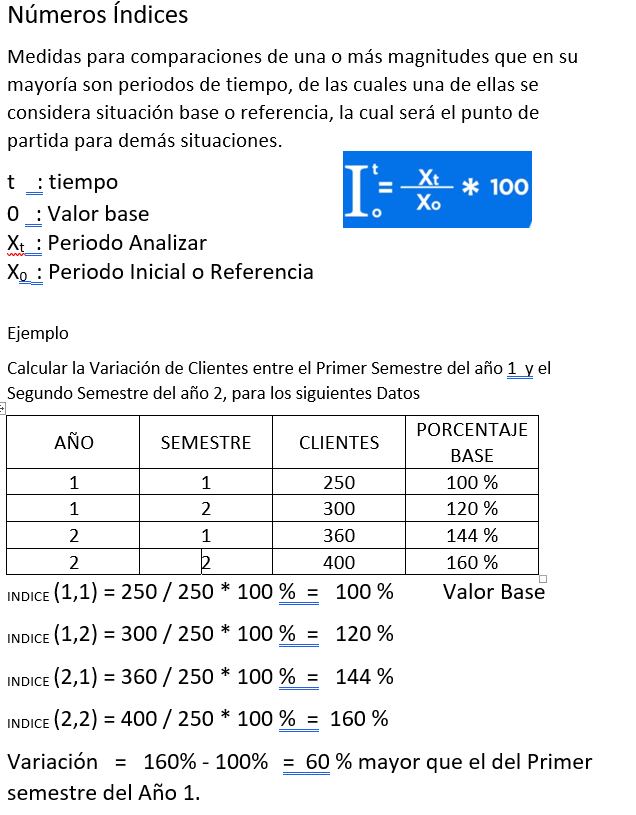 Números Índices
Medidas para comparaciones de una o más magnitudes que en su
mayoría son periodos de tiempo, de las cuales una de ellas se
considera situación base o referencia, la cual será el punto de
partida para demás situaciones.
t : tiempo
0 : Valor base
Xt : Periodo Analizar
X0 : Periodo Inicial o Referencia
I t o = Xt / Xo * 100
Ejemplo
Calcular la Variación de Clientes entre el Primer Semestre del año 1 y el
Segundo Semestre del año 2, para los siguientes Datos
AÑO SEMESTRE CLIENTES PORCENTAJE BASE
1 1 250 100 %
1 2 300 120 %
2 1 360 144 %
2 2 400 160 %
INDICE (1,1) = 250 / 250 * 100 % = 100 % Valor Base
INDICE (1,2) = 300 / 250 * 100 % = 120 %
INDICE (2,1) = 360 / 250 * 100 % = 144 %
INDICE (2,2) = 400 / 250 * 100 % = 160 %
Variación = 160% - 100% = 60 % mayor que el del Primer
semestre del Año 1.